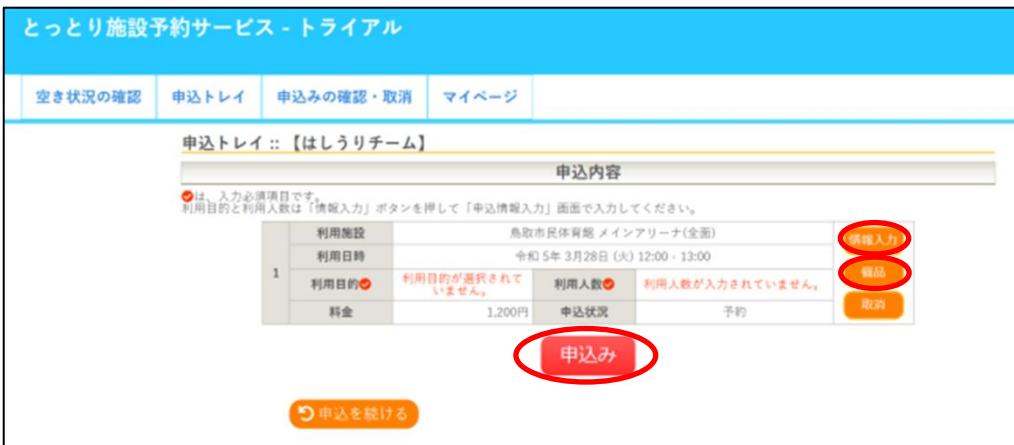 とっとり施設予約サービス - トライアル
空き状況の確認 申込トレイ 申込みの確認・取消 マイページ
申込トレイ :: 【はしうりチーム】
申込内容
は、入力必須項目です。
利用目的と利用人数は「情報入力」ボタンを押して「申込情報入力」画面で入力してください。
1
利用施設 鳥取市民体育館 メインアリーナ(全面)
利用日時 令和 5年 3月28日 (火) 12:00 - 13:00
利用目的 利用目的が選択されて
いません。
利用人数 利用人数が入力されていません。
料金 1,200円 申込状況 予約
情報入力
備品
取消
申込み
申込を続ける